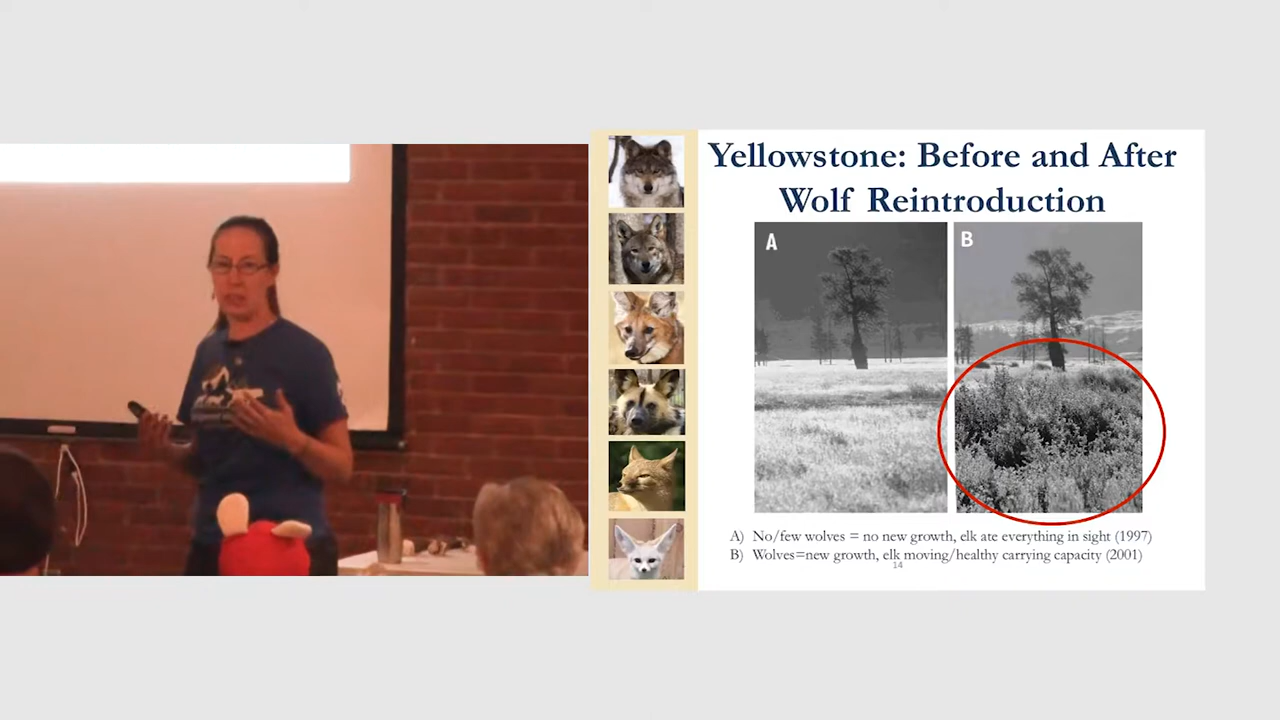 Yellowstone: Before and After
Wolf Reintroduction
A
B
A) No/few wolves = no new growth, elk ate everything in sight (1997)
B) Wolves=new growth, elk moving/healthy carrying capacity (2001)
14